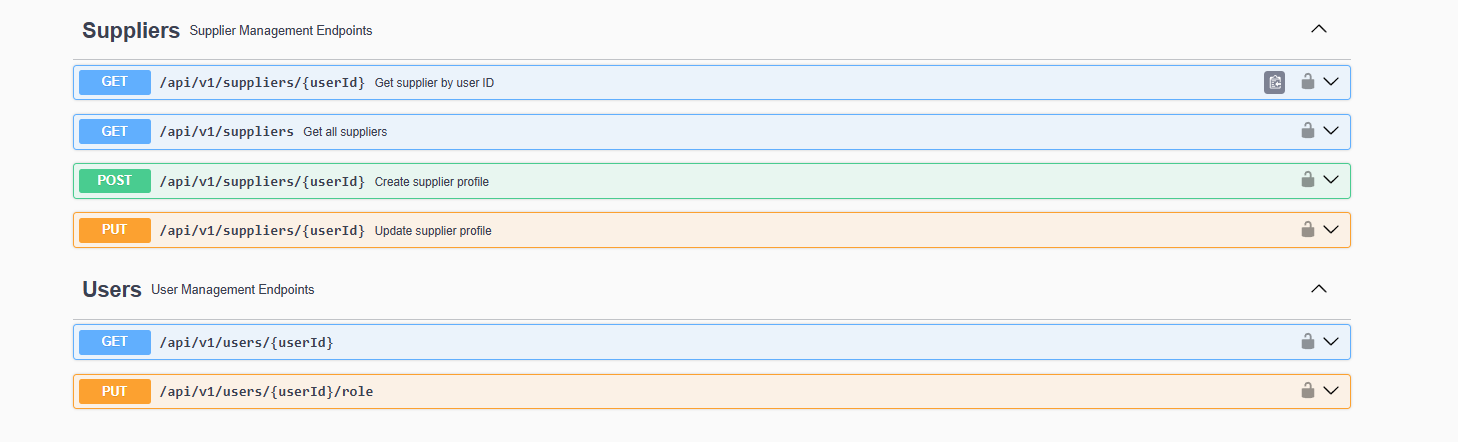 Suppliers Supplier Management Endpoints
GET /api/v1/suppliers/{userId} Get supplier by user ID
GET /api/v1/suppliers Get all suppliers
POST /api/v1/suppliers/{userId} Create supplier profile
PUT /api/v1/suppliers/{userId} Update supplier profile
Users User Management Endpoints
GET /api/v1/users/{userId}
PUT /api/v1/users/{userId}/role